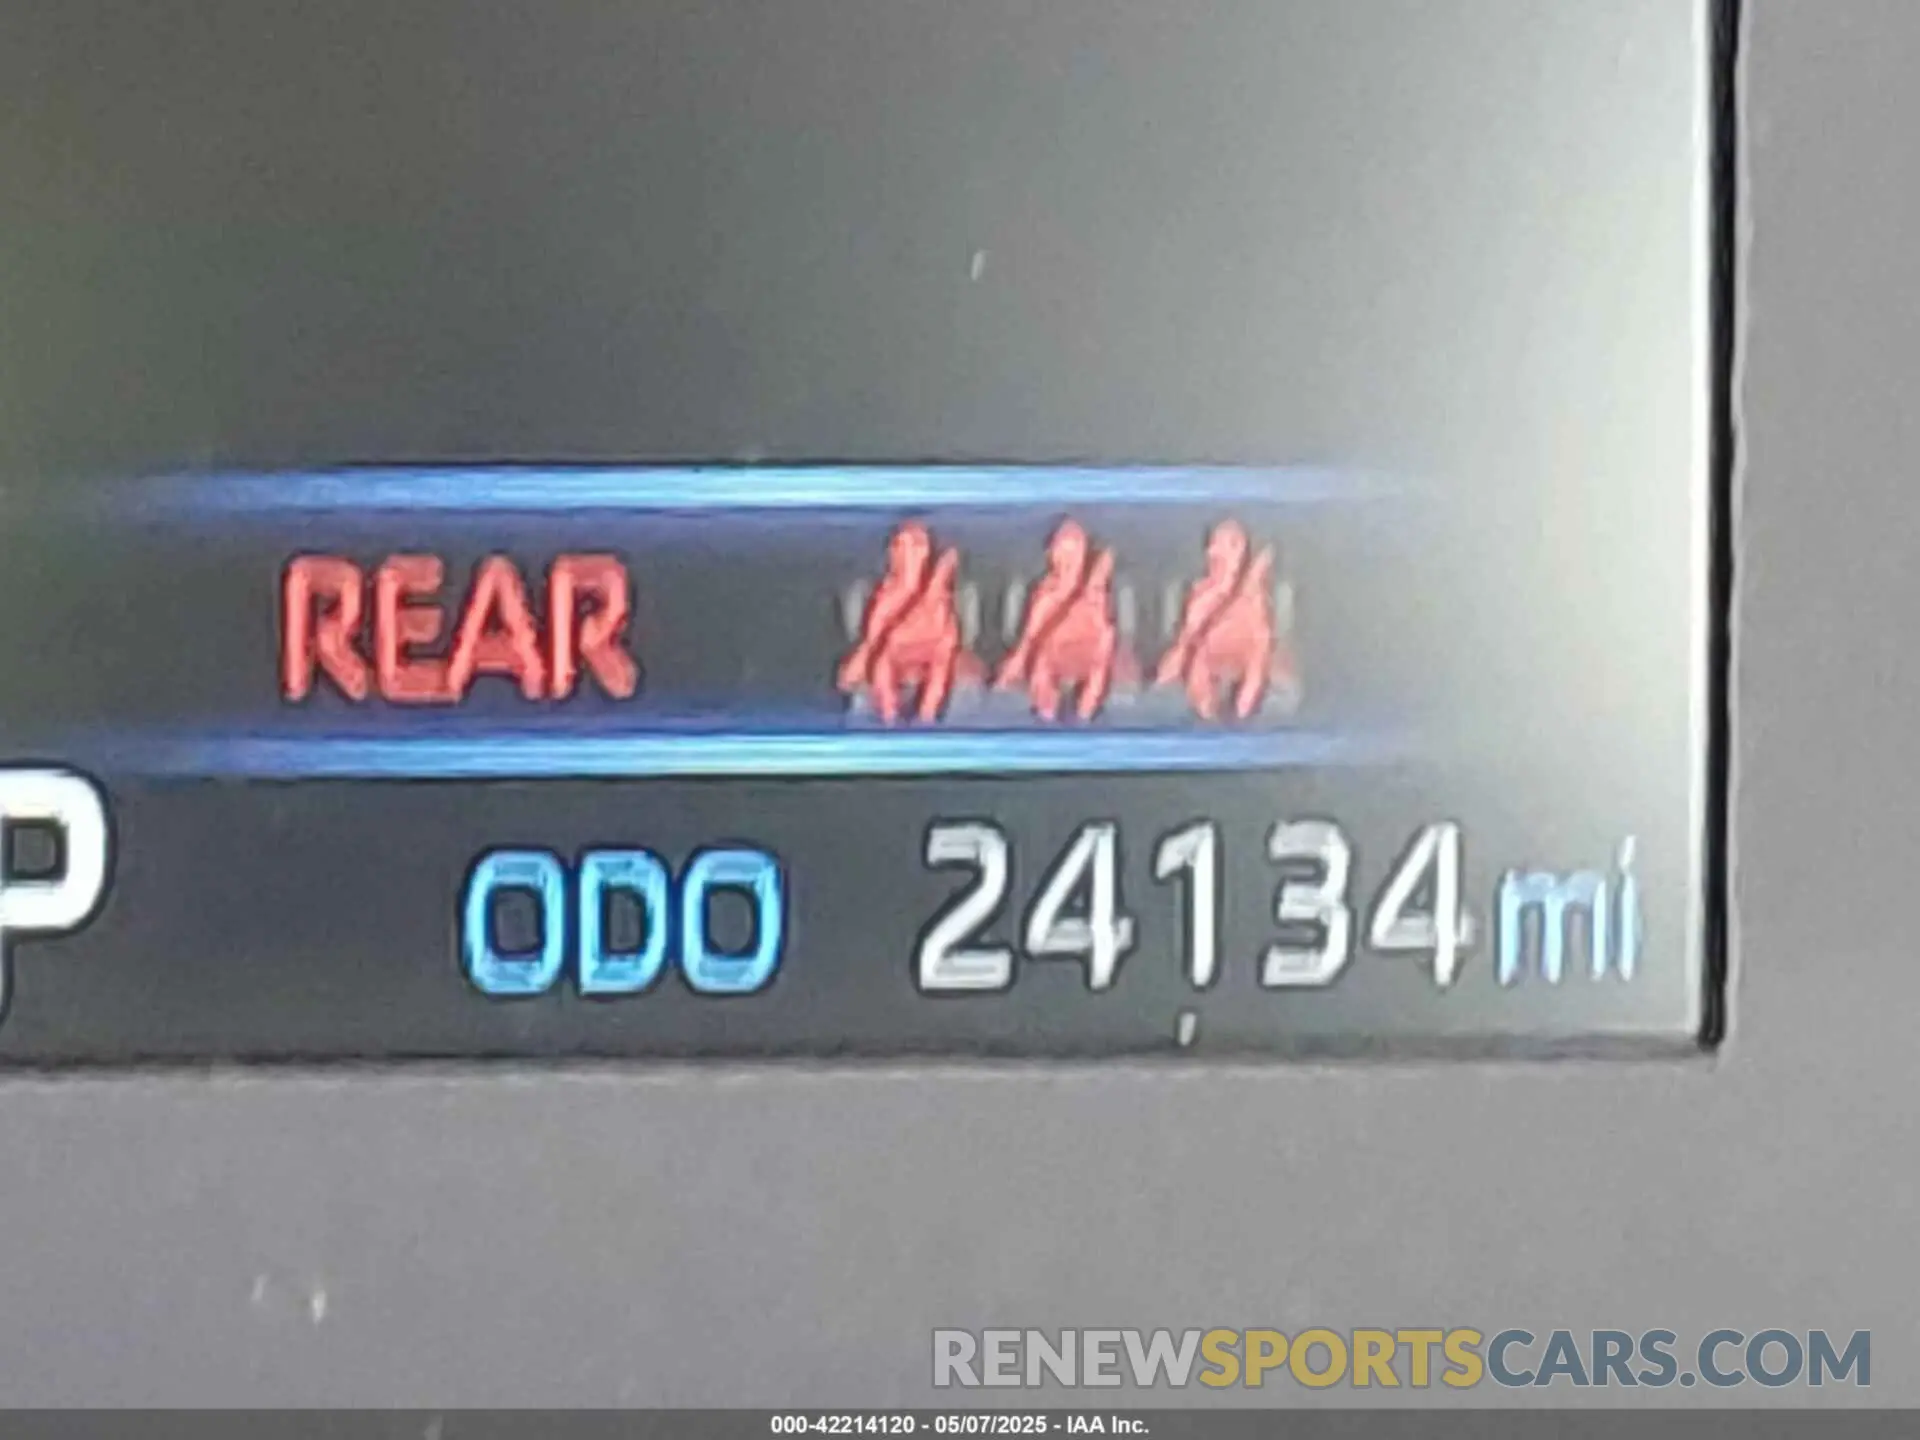 REAR
P
ODO 24134 mi
RENEWSPORTSCARS.COM
000-42214120 - 05/07/2025 - IAA Inc.